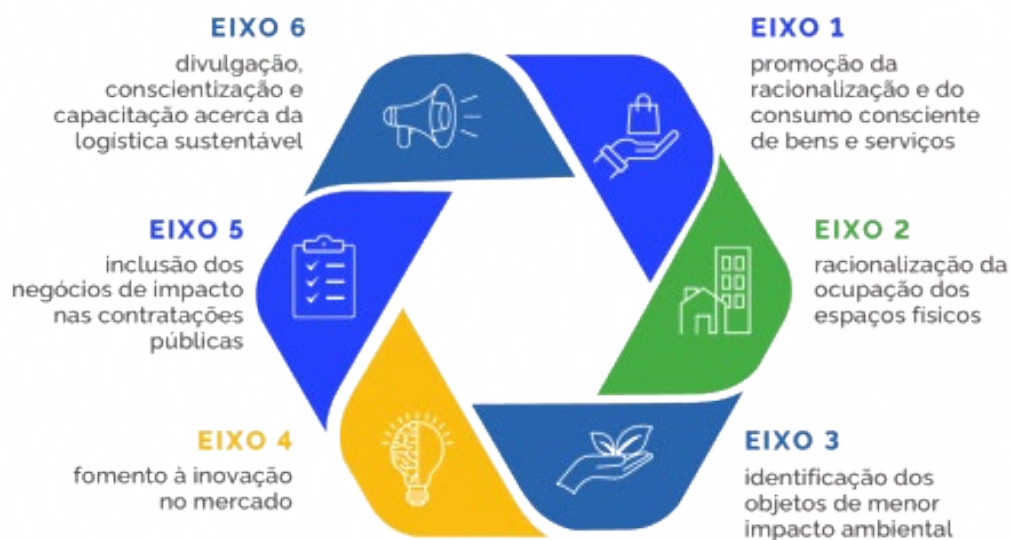 EIXO 1
promoção da
racionalização e do
consumo consciente
de bens e serviços
EIXO 2
racionalização da
ocupação dos
espaços físicos
EIXO 3
identificação dos
objetos de menor
impacto ambiental
EIXO 4
fomento à inovação
no mercado
EIXO 5
inclusão dos
negócios de impacto
nas contratações
públicas
EIXO 6
divulgação,
conscientização e
capacitação acerca da
logística sustentável